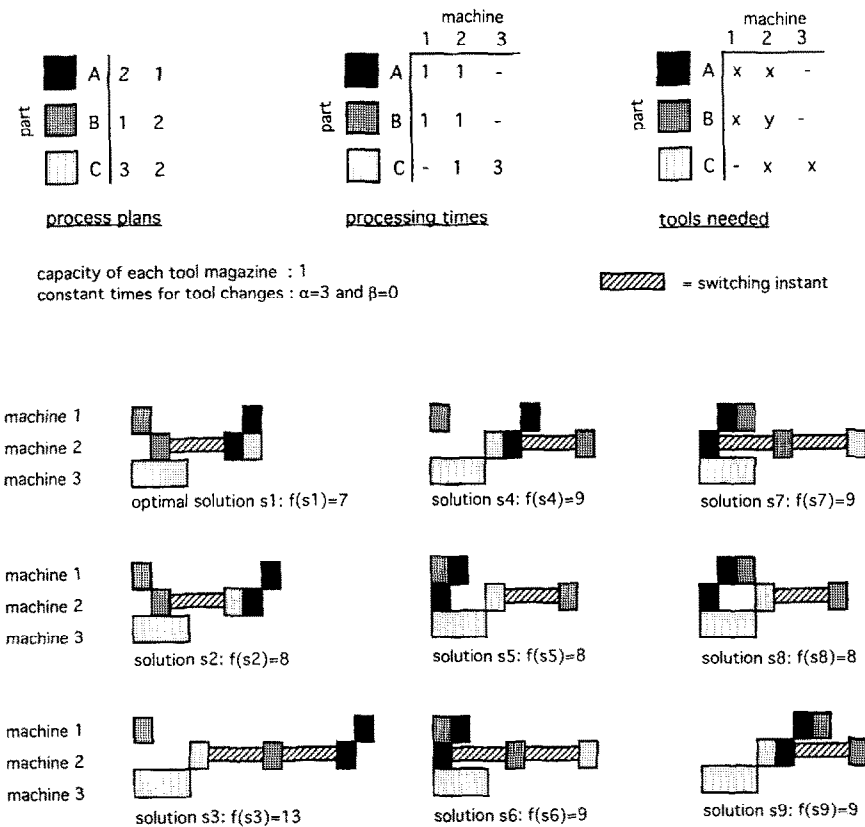 machine
machine
1 2 3
1 2 3
part
A 2 1
B 1 2
C 3 2
process plans
part
A 1 1 -
B 1 1 -
C - 1 3
processing times
part
A x x -
B x y -
C - x x
tools needed
capacity of each tool magazine : 1
constant times for tool changes : α=3 and β=0
= switching instant
machine 1
machine 2
machine 3
optimal solution s1: f(s1)=7
solution s4: f(s4)=9
solution s7: f(s7)=9
machine 1
machine 2
machine 3
solution s2: f(s2)=8
solution s5: f(s5)=8
solution s8: f(s8)=8
machine 1
machine 2
machine 3
solution s3: f(s3)=13
solution s6: f(s6)=9
solution s9: f(s9)=9